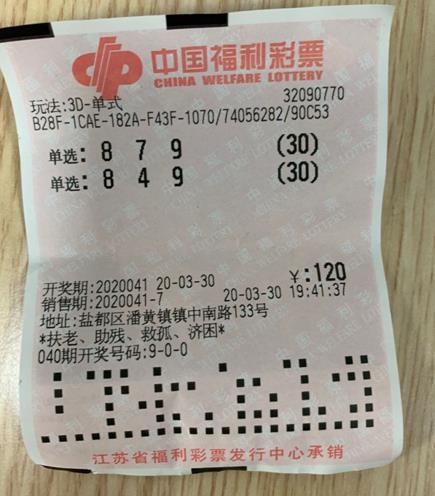 中国福利彩票
CHINA WELFARE LOTTERY
玩法:3D-单式 32090770
B28F-1CAE-182A-F43F-1070/74056282/90C53
单选:8 7 9 (30)
单选:8 4 9 (30)
开奖期:2020041 20-03-30 ¥:120
销售期:2020041-7 20-03-30 19:41:37
地址:盐都区潘黄镇镇中南路133号
*扶老、助残、救孤、济困*
040期开奖号码:9-0-0
江苏省福利彩票发行中心承销